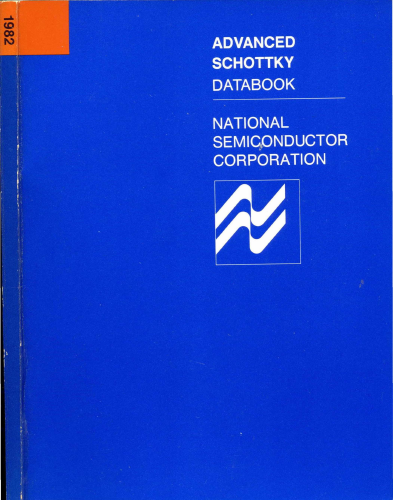 1982
ADVANCED
SCHOTTKY
DATABOOK
NATIONAL
SEMICONDUCTOR
CORPORATION